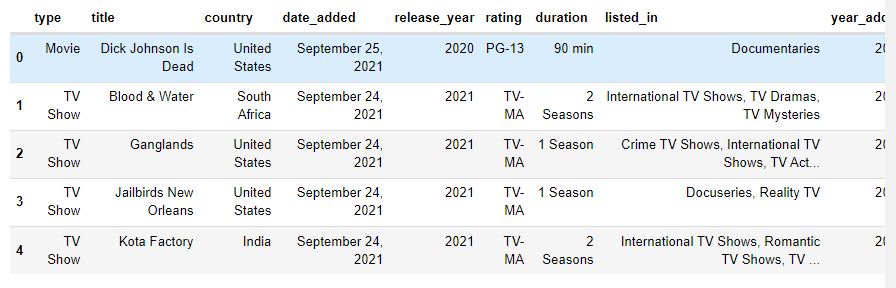 type title country date_added release_year rating duration listed_in year_add
0 Movie Dick Johnson Is Dead United States September 25, 2021 2020 PG-13 90 min Documentaries 20
1 TV Show Blood & Water South Africa September 24, 2021 2021 TV-MA 2 Seasons International TV Shows, TV Dramas, TV Mysteries 20
2 TV Show Ganglands United States September 24, 2021 2021 TV-MA 1 Season Crime TV Shows, International TV Shows, TV Act... 20
3 TV Show Jailbirds New Orleans United States September 24, 2021 2021 TV-MA 1 Season Docuseries, Reality TV 20
4 TV Show Kota Factory India September 24, 2021 2021 TV-MA 2 Seasons International TV Shows, Romantic TV Shows, TV ... 20